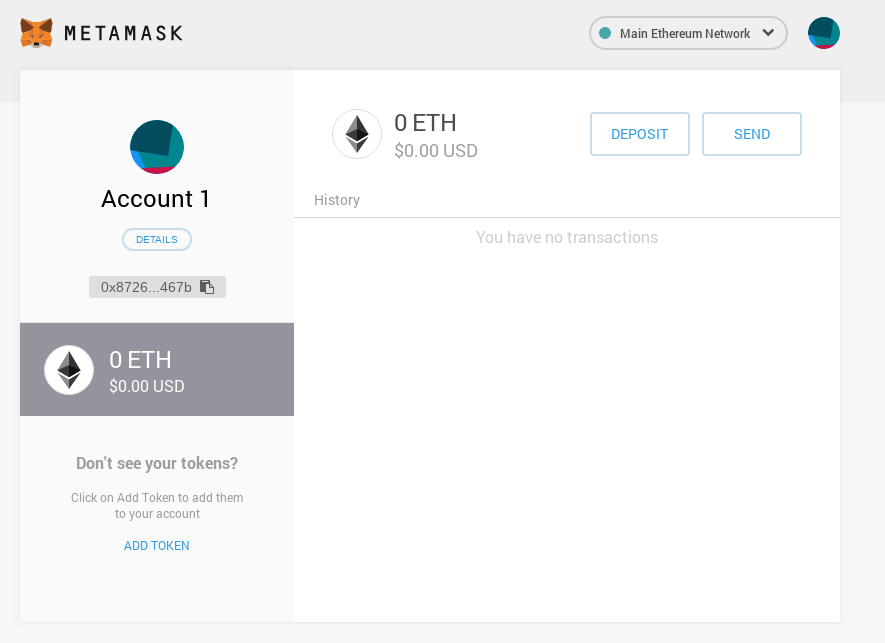 METAMASK
Main Ethereum Network
Account 1
DETAILS
0x8726...467b
0 ETH
$0.00 USD
Don't see your tokens?
Click on Add Token to add them
to your account
ADD TOKEN
0 ETH
$0.00 USD
DEPOSIT
SEND
History
You have no transactions